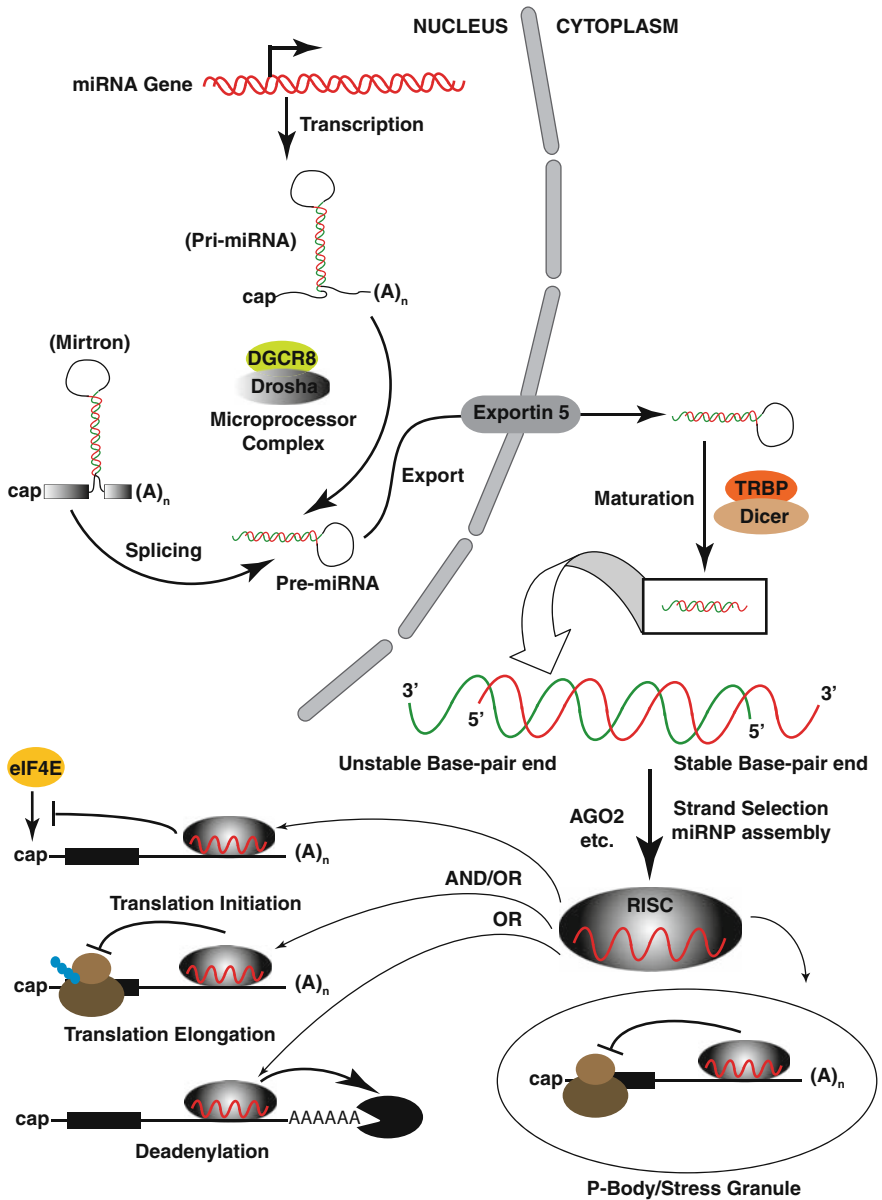 NUCLEUS
CYTOPLASM
miRNA Gene
Transcription
(Pri-miRNA)
cap
(A)n
(Mirtron)
DGCR8
Drosha
Microprocessor
Complex
Exportin 5
Export
cap
(A)n
Splicing
Pre-miRNA
Maturation
TRBP
Dicer
3’
5’
3’
5’
Unstable Base-pair end
Stable Base-pair end
eIF4E
AGO2
etc.
Strand Selection
miRNP assembly
cap
(A)n
Translation Initiation
AND/OR
OR
RISC
cap
(A)n
Translation Elongation
cap
AAAAAA
Deadenylation
cap
(A)n
P-Body/Stress Granule